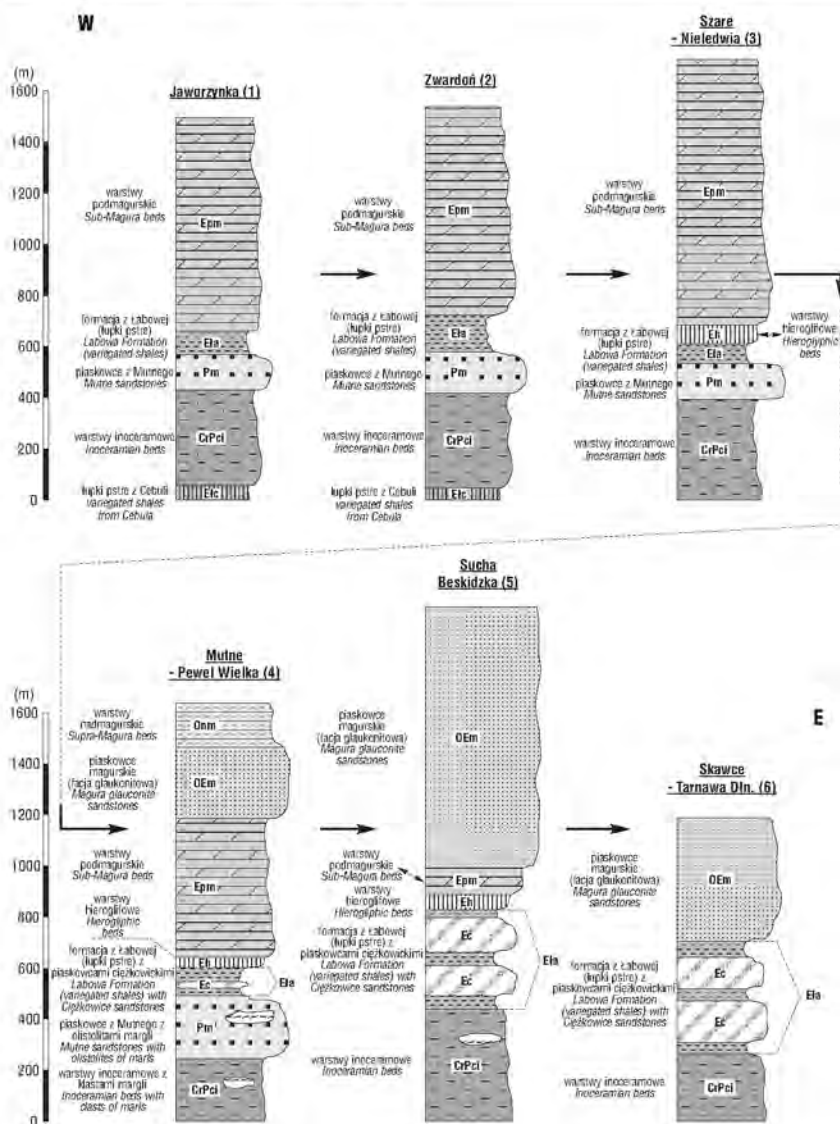 W
Szare
- Nieledwia (3)
Jaworzynka (1)
Zwardoń (2)
(m)
1600
1400
1200
1000
800
600
400
200
0
warstwy
podmagurskie
Sub-Magura beds
formacja z Łabowej
(łupki pstre)
Labowa Formation
(variegated shales)
piaskowce z Mutnego
Mutne sandstones
warstwy inoceramowe
Inoceramian beds
łupki pstre z Cebuli
variegated shales
from Cebula
Epm
Eła
Pm
CrPci
Ełc
warstwy
podmagurskie
Sub-Magura beds
formacja z Łabowej
(łupki pstre)
Labowa Formation
(variegated shales)
piaskowce z Mutnego
Mutne sandstones
warstwy inoceramowe
Inoceramian beds
łupki pstre z Cebuli
variegated shales
from Cebula
Epm
Eła
Pm
CrPci
Ełc
warstwy
podmagurskie
Sub-Magura beds
formacja z Łabowej
(łupki pstre)
Labowa Formation
(variegated shales)
piaskowce z Mutnego
Mutne sandstones
warstwy inoceramowe
Inoceramian beds
Epm
Eh
Eła
Pm
CrPci
warstwy
hieroglifowe
Hieroglyphic
beds
Sucha
Beskidzka (5)
Mutne
- Pewel Wielka (4)
E
Skawce
- Tarnawa Dłn. (6)
(m)
1600
1400
1200
1000
800
600
400
200
0
warstwy
nadmagurskie
Supra-Magura beds
piaskowce
magurskie
(facja glaukonitowa)
Magura glauconite
sandstones
warstwy
podmagurskie
Sub-Magura beds
warstwy
hieroglifowe
Hieroglyphic
beds
formacja z Łabowej
(łupki pstre) z
piaskowcami ciężkowickimi
Labowa Formation
(variegated shales) with
Ciężkowice sandstones
piaskowce z Mutnego z
olistolitami margli
Mutne sandstones with
olistolites of marls
warstwy inoceramowe z
klastami margli
Inoceramian beds with
clasts of marls
Onm
OEm
Epm
Eh
Ec
Eła
Pm
CrPci
piaskowce
magurskie
(facja glaukonitowa)
Magura glauconite
sandstones
warstwy
podmagurskie
Sub-Magura beds
warstwy
hieroglifowe
Hieroglyphic beds
formacja z Łabowej
(łupki pstre) z
piaskowcami ciężkowickimi
Labowa Formation
(variegated shales) with
Ciężkowice sandstones
warstwy inoceramowe
Inoceramian beds
OEm
Epm
Eh
Ec
Ec
Eła
CrPci
piaskowce
magurskie
(facja glaukonitowa)
Magura glauconite
sandstones
formacja z Łabowej
(łupki pstre) z
piaskowcami ciężkowickimi
Labowa Formation
(variegated shales) with
Ciężkowice sandstones
warstwy inoceramowe
Inoceramian beds
OEm
Ec
Ec
Eła
CrPci